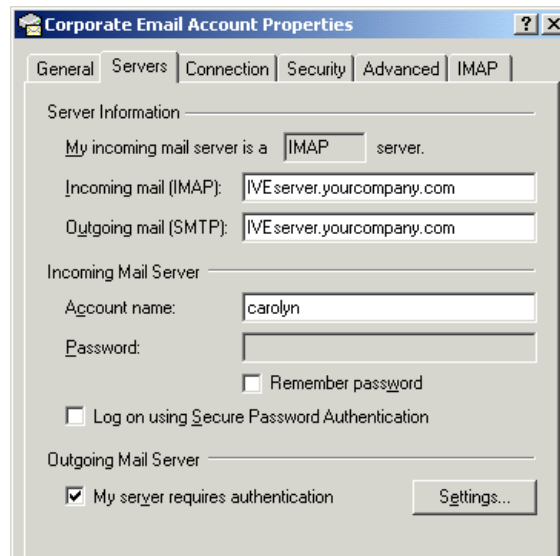 Corporate Email Account Properties ? X
General Servers Connection Security Advanced IMAP
Server Information
My incoming mail server is a IMAP server.
Incoming mail (IMAP): IVEserver.yourcompany.com
Outgoing mail (SMTP): IVEserver.yourcompany.com
Incoming Mail Server
Account name: carolyn
Password:
Remember password
Log on using Secure Password Authentication
Outgoing Mail Server
My server requires authentication Settings...